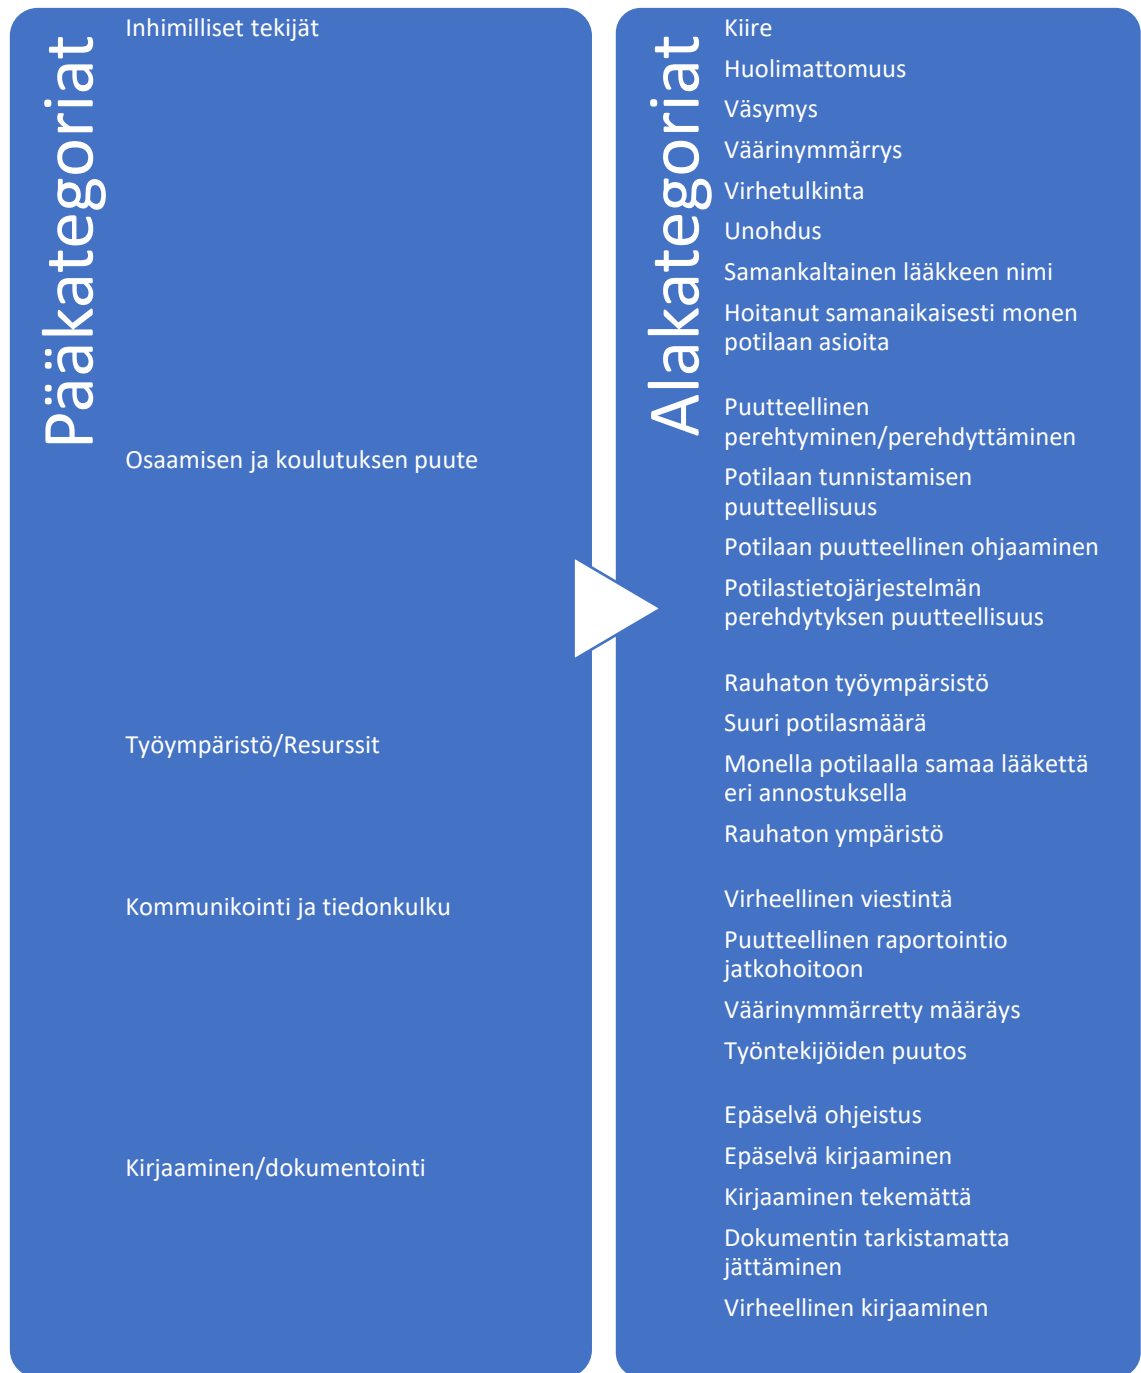 Pääkategoriat
Inhimilliset tekijät
Osaamisen ja koulutuksen puute
Työympäristö/Resurssit
Kommunikointi ja tiedonkulku
Kirjaaminen/dokumentointi
Alakategoriat
Kiire
Huolimattomuus
Väsymys
Väärinymmärrys
Virhetulkinta
Unohdus
Samankaltainen lääkkeen nimi
Hoitanut samanaikaisesti monen
potilaan asioita
Puutteellinen
perehtyminen/perehdyttäminen
Potilaan tunnistamisen
puutteellisuus
Potilaan puutteellinen ohjaaminen
Potilastietojärjestelmän
perehdytyksen puutteellisuus
Rauhaton työympärsistö
Suuri potilasmäärä
Monella potilaalla samaa lääkettä
eri annostuksella
Rauhaton ympäristö
Virheellinen viestintä
Puutteellinen raportointio
jatkohoitoon
Väärinymmärretty määräys
Työntekijöiden puutos
Epäselvä ohjeistus
Epäselvä kirjaaminen
Kirjaaminen tekemättä
Dokumentin tarkistamatta
jättäminen
Virheellinen kirjaaminen